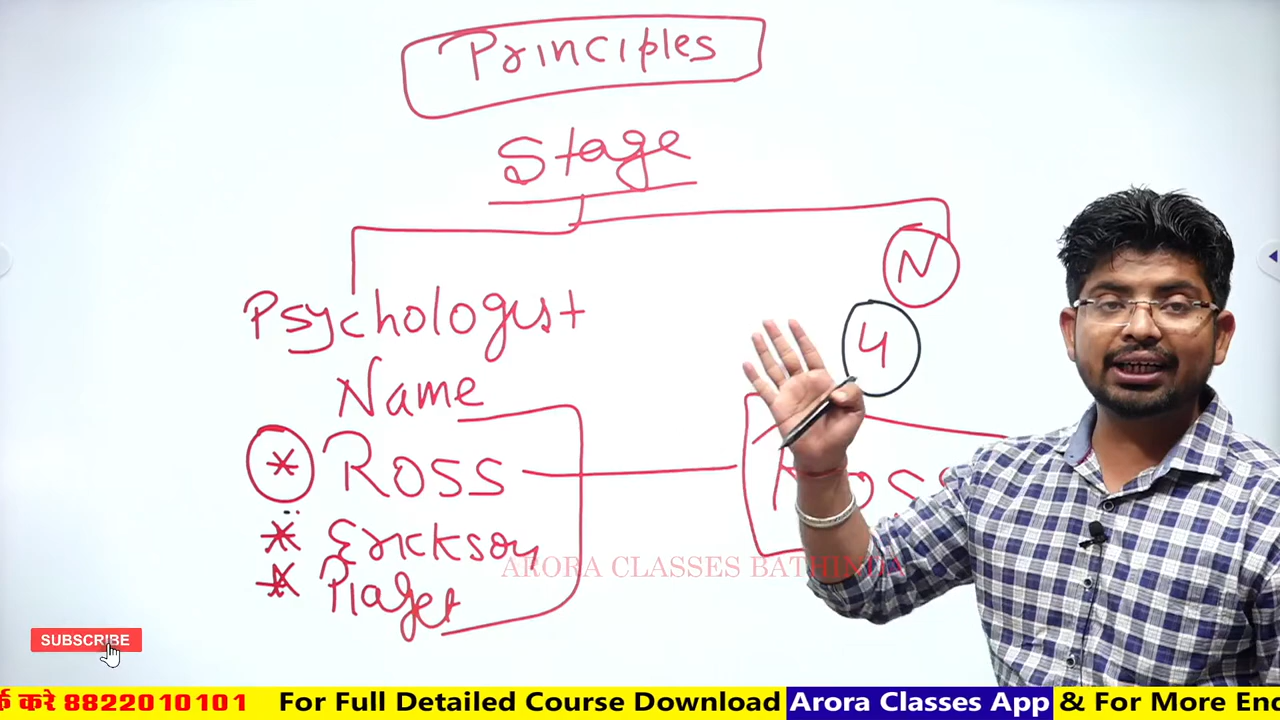 Principles
Stage
N
Psychologist
4
Name
* Ross
Ross
* Erickson
* Piaget
ARORA CLASSES BATHINDA
SUBSCRIBE
करे 8822010101 For Full Detailed Course Download Arora Classes App & For More